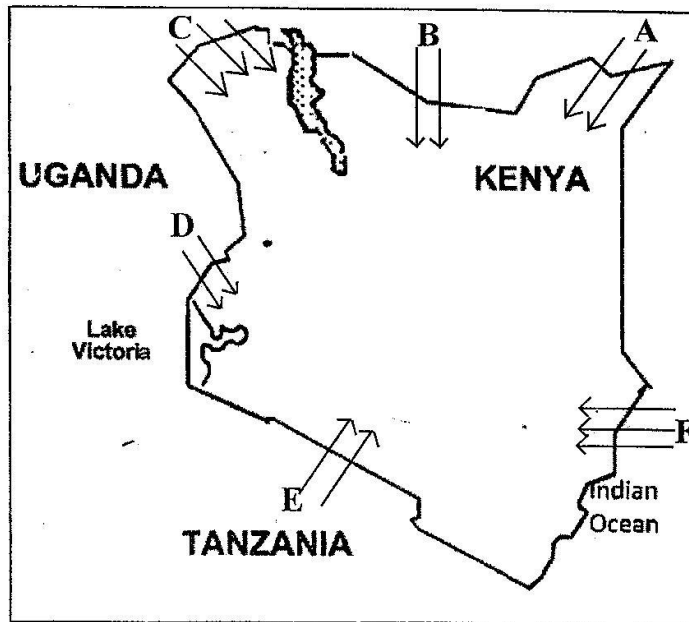 C
B
A
UGANDA
KENYA
D
Lake
Victoria
F
E
Indian
Ocean
TANZANIA